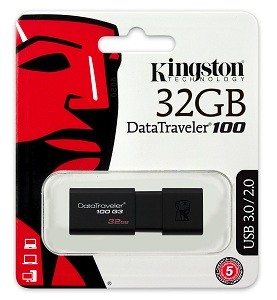 Kingston
TECHNOLOGY
32GB
DataTraveler 100
DataTraveler
100 G3
32GB
USB 3.0/2.0
5